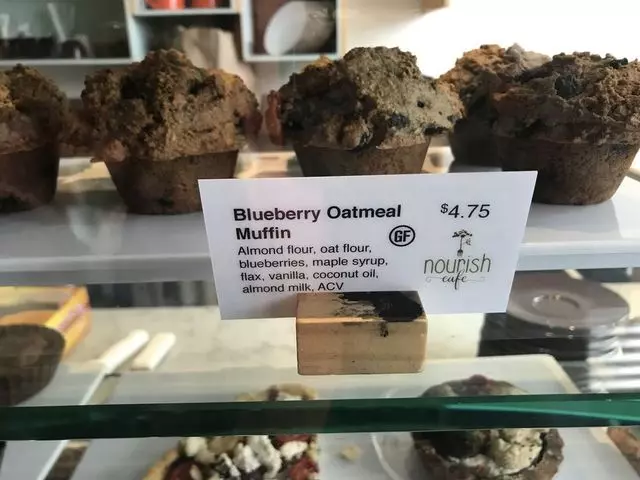 Blueberry Oatmeal
Muffin
GF
Almond flour, oat flour,
blueberries, maple syrup,
flax, vanilla, coconut oil,
almond milk, ACV
$4.75
nourish
cafe